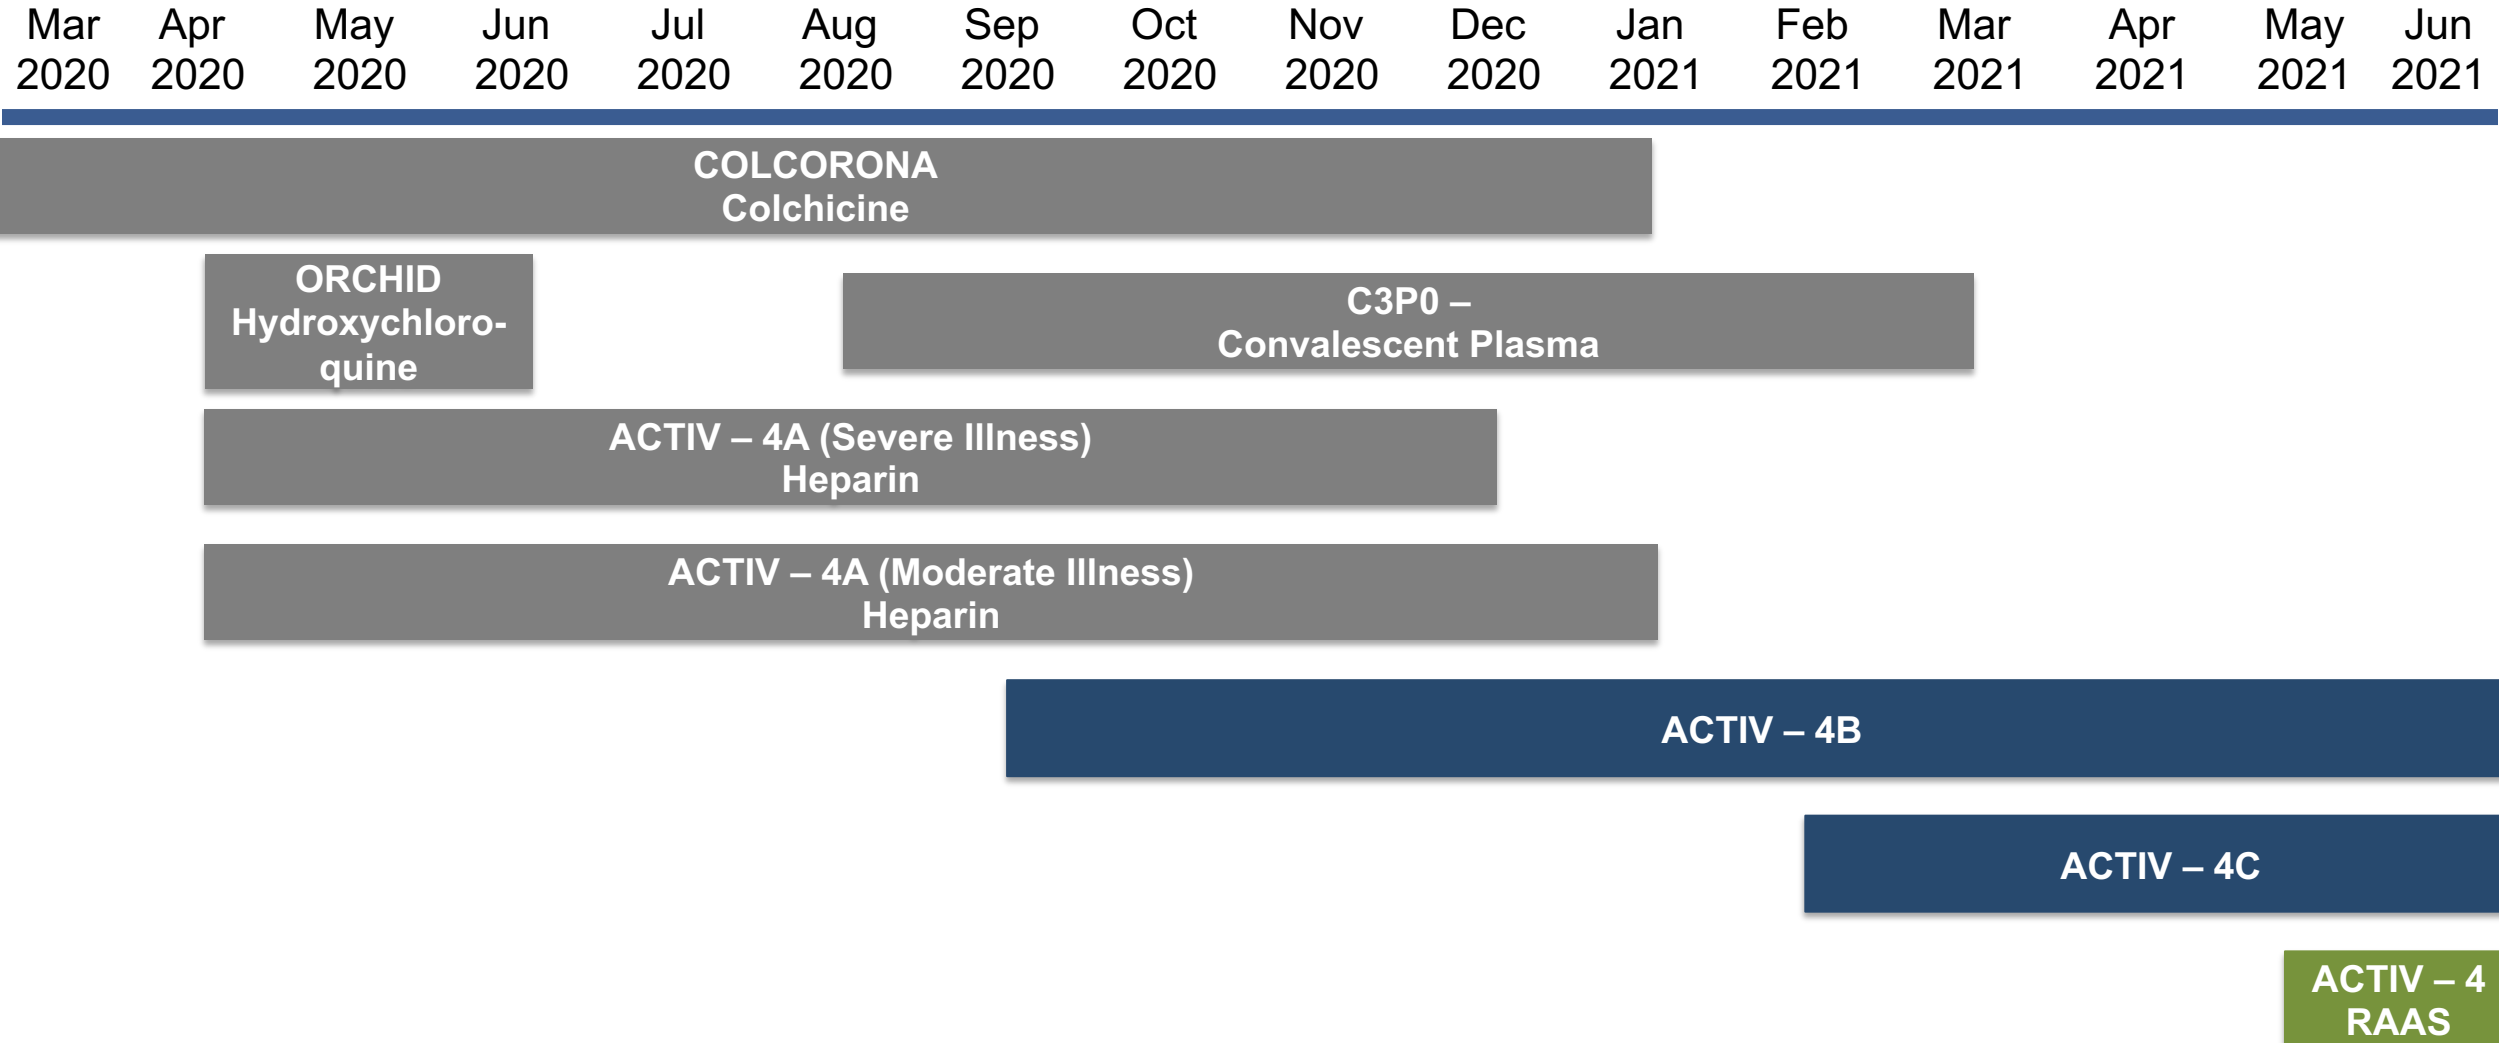 Mar Apr May Jun Jul Aug Sep Oct Nov Dec Jan Feb Mar Apr May Jun
2020 2020 2020 2020 2020 2020 2020 2020 2020 2020 2021 2021 2021 2021 2021 2021
COLCORONA
Colchicine
ORCHID
Hydroxychloro-
quine
C3P0 –
Convalescent Plasma
ACTIV – 4A (Severe Illness)
Heparin
ACTIV – 4A (Moderate Illness)
Heparin
ACTIV – 4B
ACTIV – 4C
ACTIV – 4
RAAS